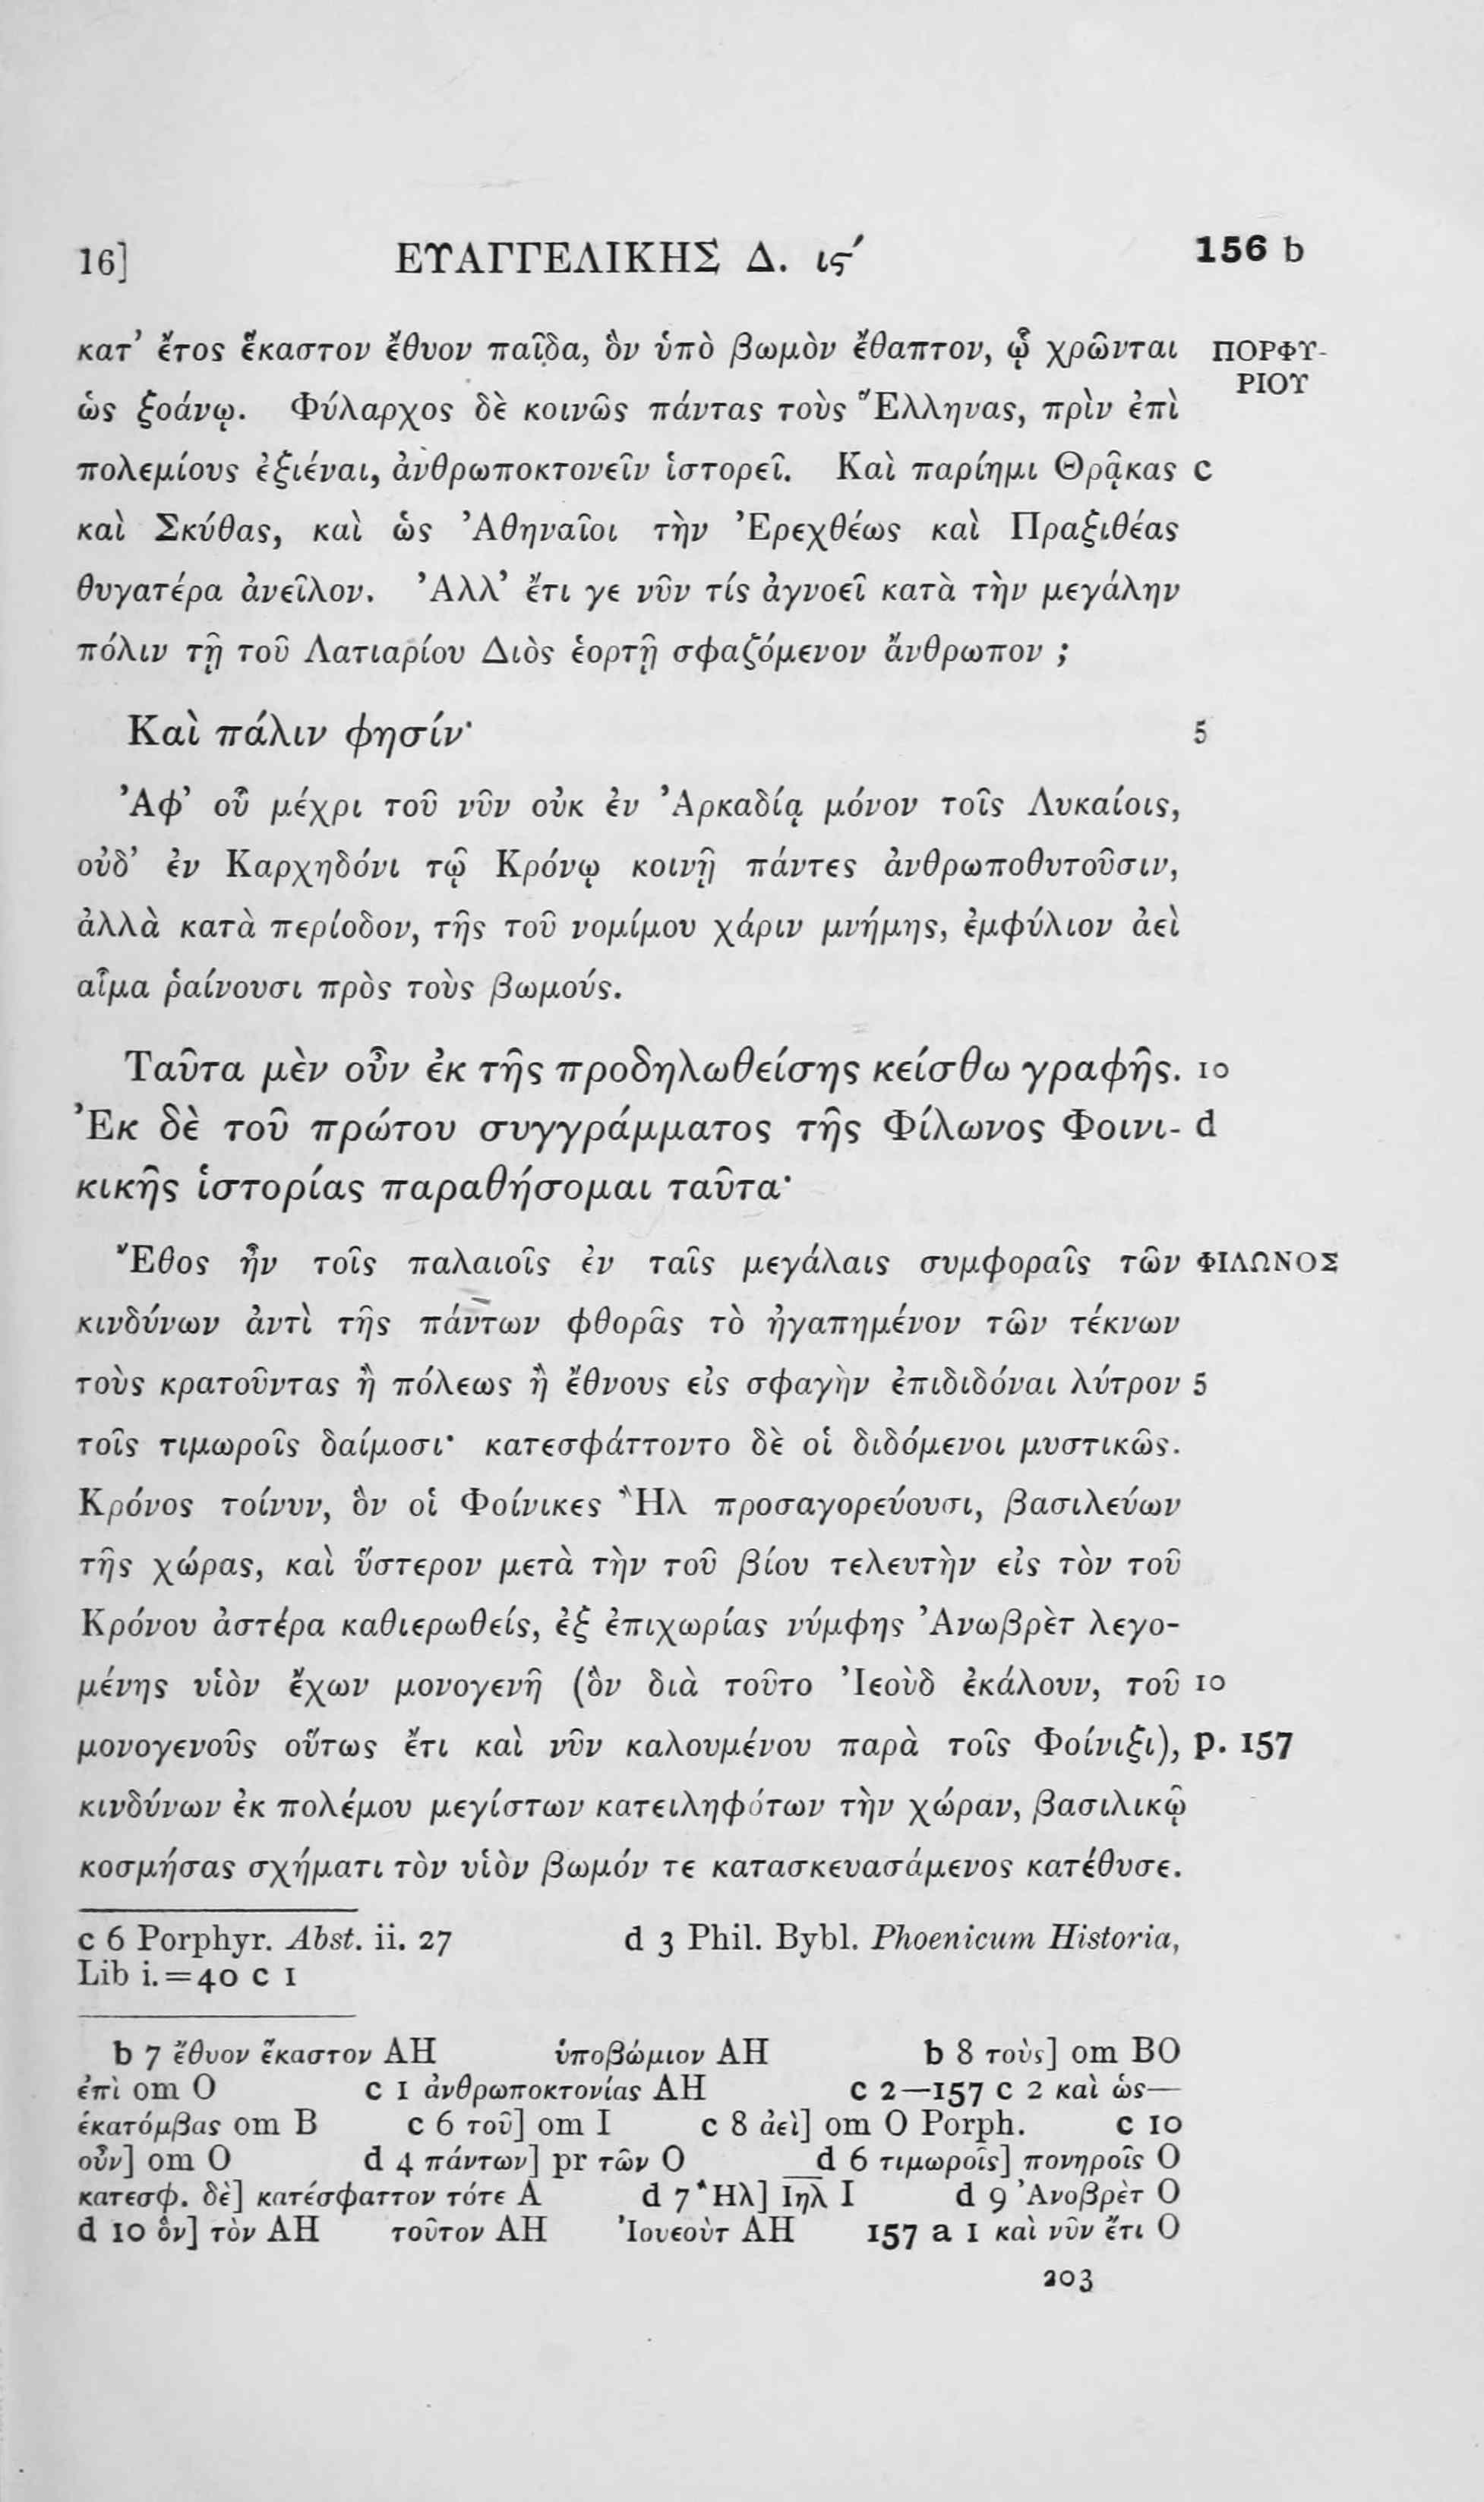 16] ΕΥΑΓΓΕΛΙΚΗΣ Δ. ιϛ´ 156 b
κατ’ ἔτος ἕκαστον ἔθυον παῖδα, ὃν ὑπὸ βωμὸν ἔθαπτον, ᾧ χρῶνται ΠΟΡΦΥ-
ΡΙΟΥ
ὡς ξοάνῳ. Φύλαρχος δὲ κοινῶς πάντας τοὺς Ἕλληνας, πρὶν ἐπὶ
πολεμίους ἐξιέναι, ἀνθρωποκτονεῖν ἱστορεῖ. Καὶ παρίημι Θρᾷκας c
καὶ Σκύθας, καὶ ὡς Ἀθηναῖοι τὴν Ἐρεχθέως καὶ Πραξιθέας
θυγατέρα ἀνεῖλον. Ἀλλ’ ἔτι γε νῦν τίς ἀγνοεῖ κατὰ τὴν μεγάλην
πόλιν τῇ τοῦ Λατιαρίου Διὸς ἑορτῇ σφαζόμενον ἄνθρωπον ;
Καὶ πάλιν φησίν· 5
Ἀφ’ οὗ μέχρι τοῦ νῦν οὐκ ἐν Ἀρκαδίᾳ μόνον τοῖς Λυκαίοις,
οὐδ’ ἐν Καρχηδόνι τῷ Κρόνῳ κοινῇ πάντες ἀνθρωποθυτοῦσιν,
ἀλλὰ κατὰ περίοδον, τῆς τοῦ νομίμου χάριν μνήμης, ἐμφύλιον ἀεὶ
αἷμα ῥαίνουσι πρὸς τοὺς βωμούς.
Ταῦτα μὲν οὖν ἐκ τῆς προδηλωθείσης κείσθω γραφῆς. 10
Ἐκ δὲ τοῦ πρώτου συγγράμματος τῆς Φίλωνος Φοινι- d
κικῆς ἱστορίας παραθήσομαι ταῦτα·
Ἔθος ἦν τοῖς παλαιοῖς ἐν ταῖς μεγάλαις συμφοραῖς τῶν ΦΙΛΩΝΟΣ
κινδύνων ἀντὶ τῆς πάντων φθορᾶς τὸ ἠγαπημένον τῶν τέκνων
τοὺς κρατοῦντας ἢ πόλεως ἢ ἔθνους εἰς σφαγὴν ἐπιδιδόναι λύτρον 5
τοῖς τιμωροῖς δαίμοσι· κατεσφάττοντο δὲ οἱ διδόμενοι μυστικῶς.
Κρόνος τοίνυν, ὃν οἱ Φοίνικες Ἢλ προσαγορεύουσι, βασιλεύων
τῆς χώρας, καὶ ὕστερον μετὰ τὴν τοῦ βίου τελευτὴν εἰς τὸν τοῦ
Κρόνου ἀστέρα καθιερωθείς, ἐξ ἐπιχωρίας νύμφης Ἀνωβρὲτ λεγο-
μένης υἱὸν ἔχων μονογενῆ (ὃν διὰ τοῦτο Ἰεοὺδ ἐκάλουν, τοῦ 10
μονογενοῦς οὕτως ἔτι καὶ νῦν καλουμένου παρὰ τοῖς Φοίνιξι), p. 157
κινδύνων ἐκ πολέμου μεγίστων κατειληφότων τὴν χώραν, βασιλικῷ
κοσμήσας σχήματι τὸν υἱὸν βωμόν τε κατασκευασάμενος κατέθυσε.
c 6 Porphyr. Abst. ii. 27 d 3 Phil. Bybl. Phoenicum Historia,
Lib i. = 40 c 1
b 7 ἔθυον ἕκαστον AH ὑποβώμιον AH b 8 τοὺς] om BO
ἐπὶ om O c 1 ἀνθρωποκτονίας AH c 2—157 c 2 καὶ ὡς—
ἑκατόμβας om B c 6 τοῦ] om I c 8 ἀεὶ] om O Porph. c 10
οὖν] om O d 4 πάντων] pr τῶν O d 6 τιμωροῖς] πονηροῖς O
κατεσφ. δὲ] κατέσφαττον τότε A d 7 Ἢλ] Ιηλ I d 9 Ἀνοβρὲτ O
d 10 ὃν] τὸν AH τοῦτον AH Ἰουεοὺτ AH 157 a 1 καὶ νῦν ἔτι O
203